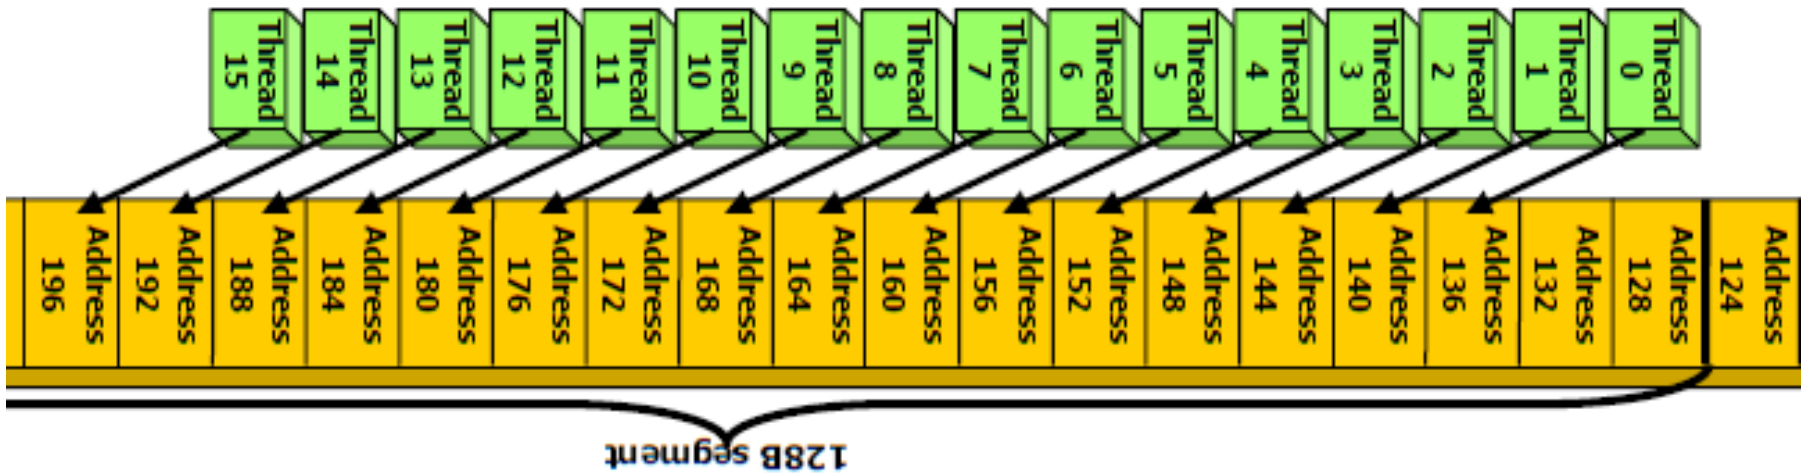 Thread
0
Thread
1
Thread
2
Thread
3
Thread
4
Thread
5
Thread
6
Thread
7
Thread
8
Thread
9
Thread
10
Thread
11
Thread
12
Thread
13
Thread
14
Thread
15
Address
124
Address
128
Address
132
Address
136
Address
140
Address
144
Address
148
Address
152
Address
156
Address
160
Address
164
Address
168
Address
172
Address
176
Address
180
Address
184
Address
188
Address
192
Address
196
128B segment